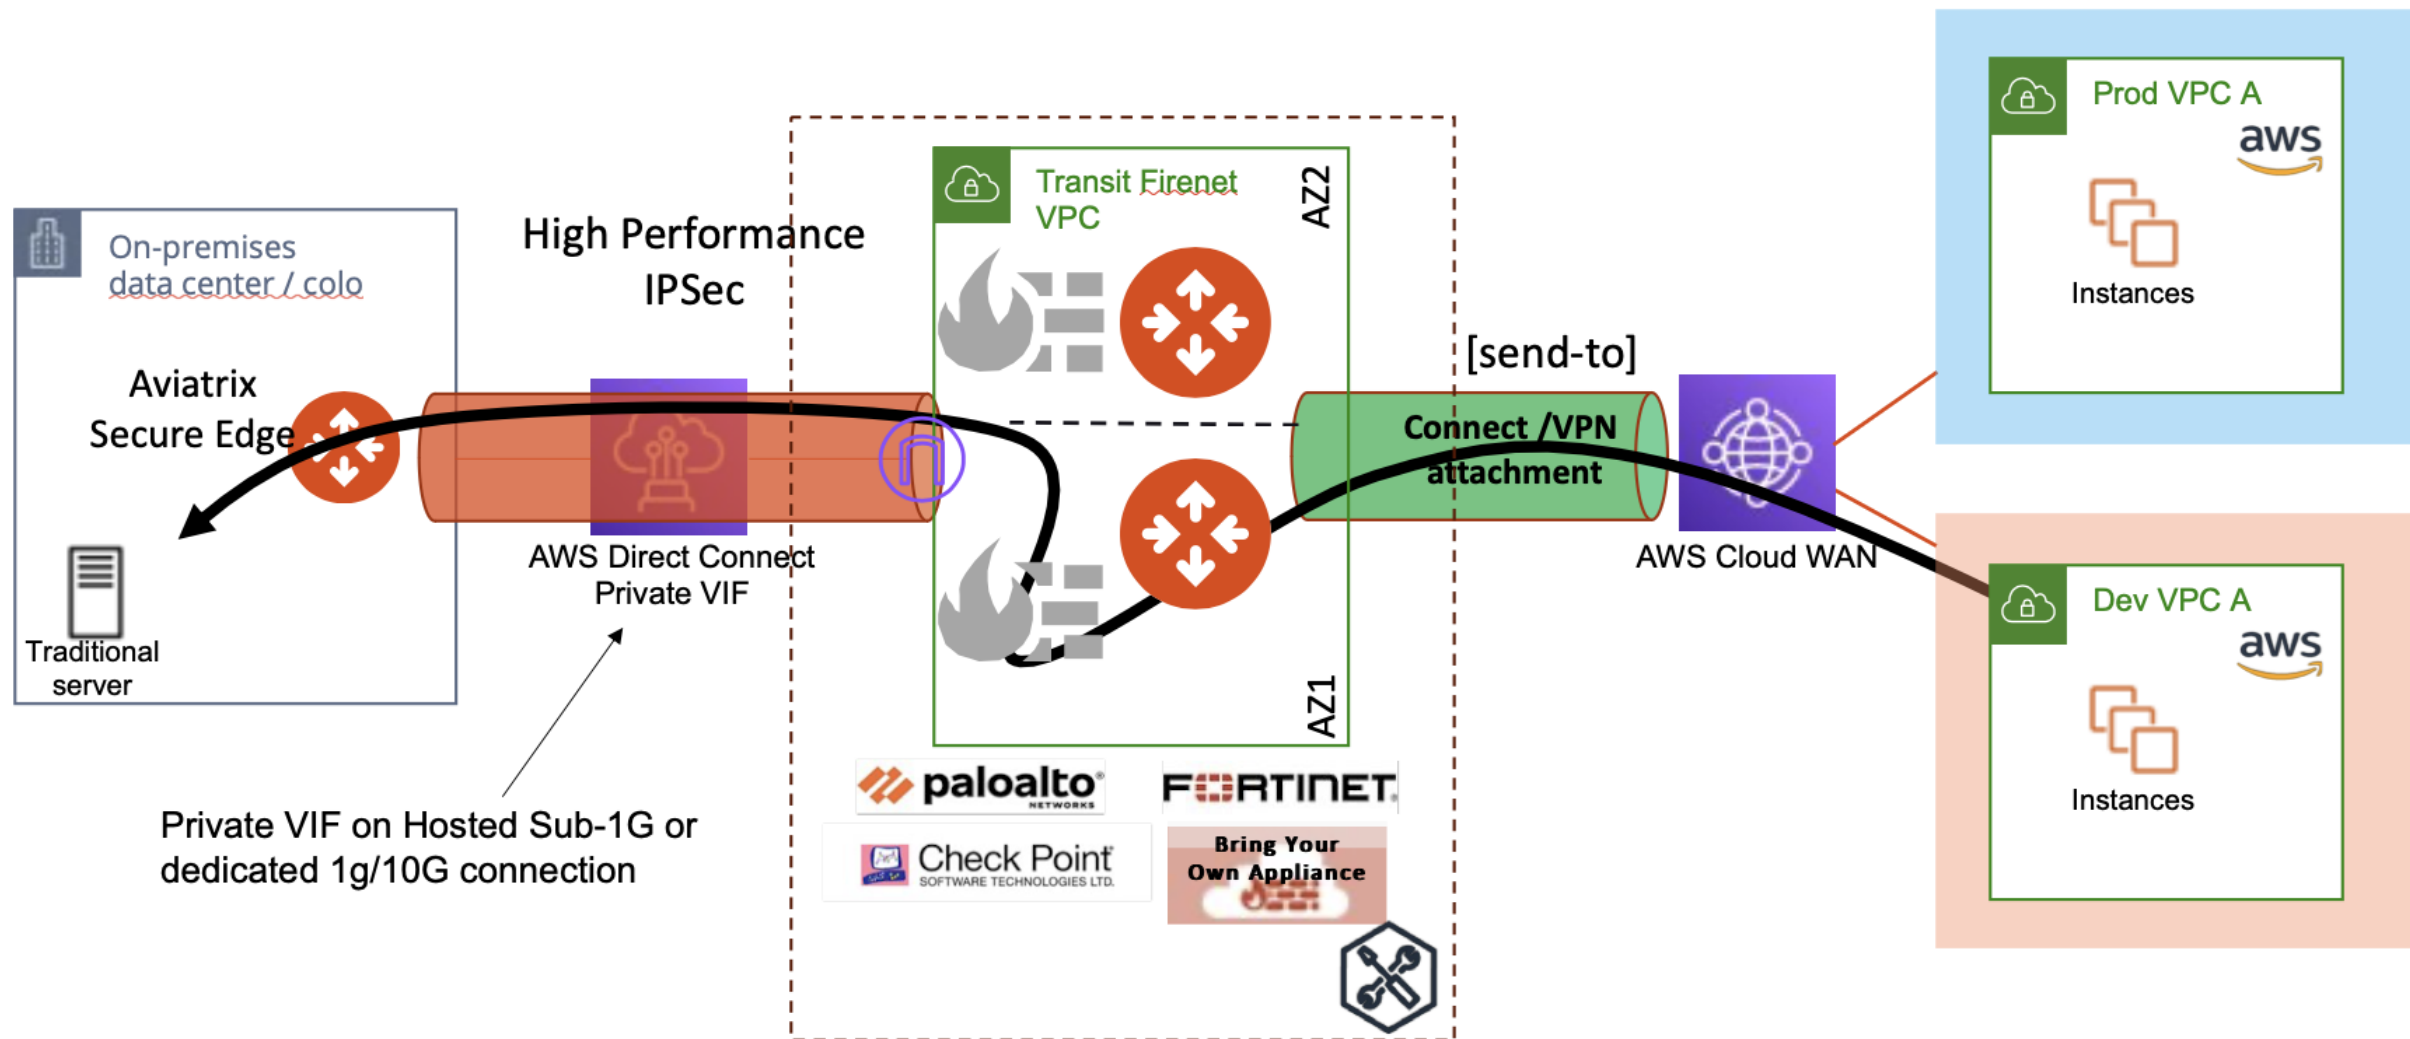 On-premises
data center / colo
Aviatrix
Secure Edge
Traditional
server
High Performance
IPSec
AWS Direct Connect
Private VIF
Private VIF on Hosted Sub-1G or
dedicated 1g/10G connection
Transit Firenet
VPC
AZ2
AZ1
paloalto®
NETWORKS
FORTINET®
Check Point®
SOFTWARE TECHNOLOGIES LTD.
Bring Your
Own Appliance
[send-to]
Connect /VPN
attachment
AWS Cloud WAN
Prod VPC A
aws
Instances
Dev VPC A
aws
Instances